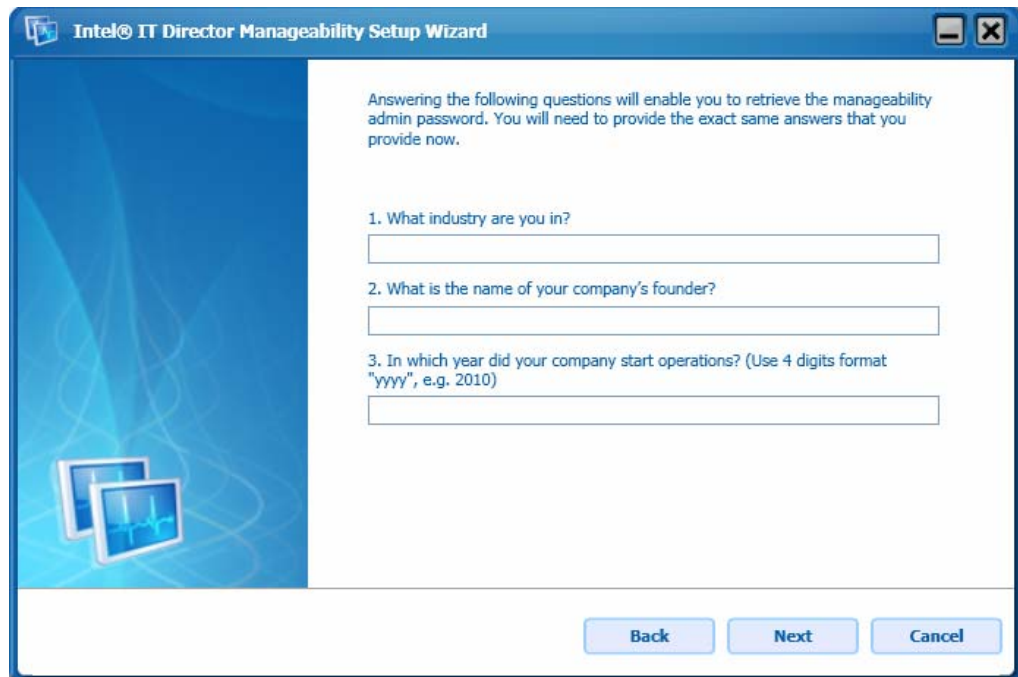 Intel® IT Director Manageability Setup Wizard
Answering the following questions will enable you to retrieve the manageability
admin password. You will need to provide the exact same answers that you
provide now.
1. What industry are you in?
2. What is the name of your company's founder?
3. In which year did your company start operations? (Use 4 digits format
"yyyy", e.g. 2010)
Back
Next
Cancel